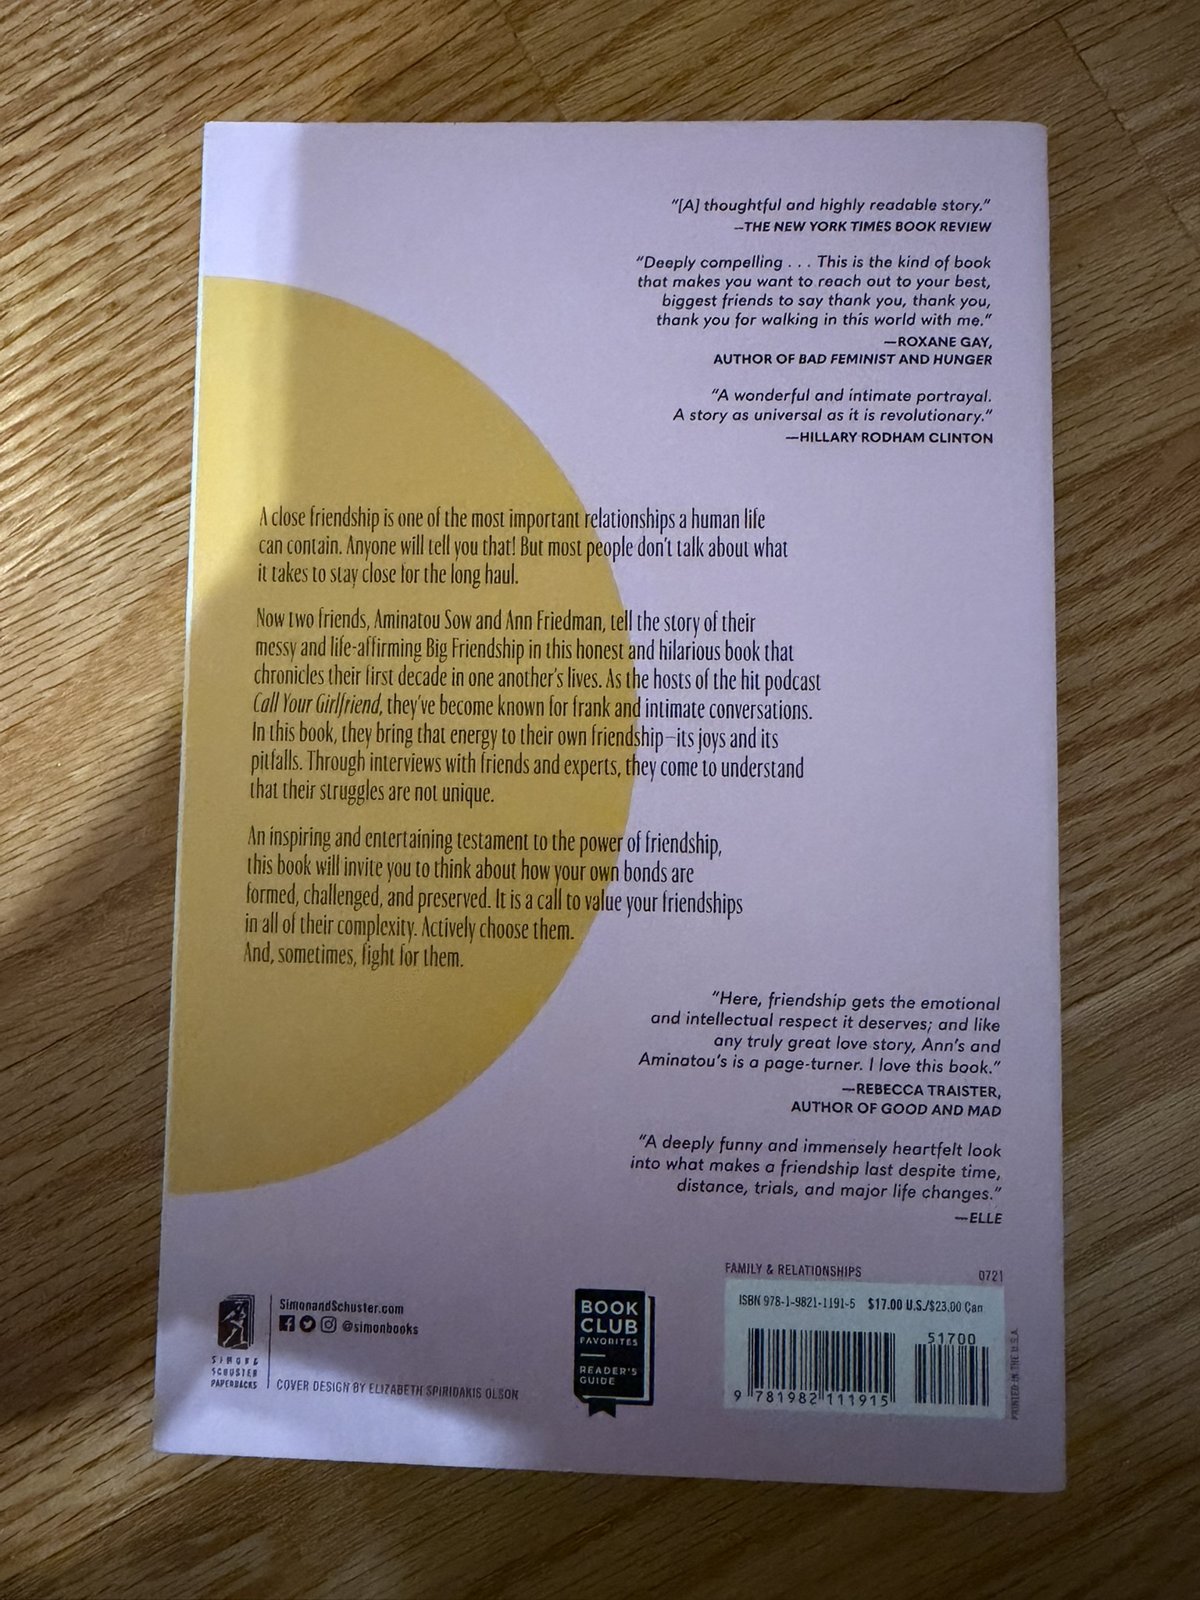 "[A] thoughtful and highly readable story."
—THE NEW YORK TIMES BOOK REVIEW
"Deeply compelling . . . This is the kind of book
that makes you want to reach out to your best,
biggest friends to say thank you, thank you,
thank you for walking in this world with me."
—ROXANE GAY,
AUTHOR OF BAD FEMINIST AND HUNGER
"A wonderful and intimate portrayal.
A story as universal as it is revolutionary."
—HILLARY RODHAM CLINTON
A close friendship is one of the most important relationships a human life
can contain. Anyone will tell you that! But most people don't talk about what
it takes to stay close for the long haul.
Now two friends, Aminatou Sow and Ann Friedman, tell the story of their
messy and life-affirming Big Friendship in this honest and hilarious book that
chronicles their first decade in one another's lives. As the hosts of the hit podcast
Call Your Girlfriend, they've become known for frank and intimate conversations.
In this book, they bring that energy to their own friendship—its joys and its
pitfalls. Through interviews with friends and experts, they come to understand
that their struggles are not unique.
An inspiring and entertaining testament to the power of friendship,
this book will invite you to think about how your own bonds are
formed, challenged, and preserved. It is a call to value your friendships
in all of their complexity. Actively choose them.
And, sometimes, fight for them.
"Here, friendship gets the emotional
and intellectual respect it deserves; and like
any truly great love story, Ann's and
Aminatou's is a page-turner. I love this book."
—REBECCA TRAISTER,
AUTHOR OF GOOD AND MAD
"A deeply funny and immensely heartfelt look
into what makes a friendship last despite time,
distance, trials, and major life changes."
—ELLE
SIMON &
SCHUSTER
PAPERBACKS
SimonandSchuster.com
@simonbooks
COVER DESIGN BY ELIZABETH SPIRIDAKIS OLSON
BOOK
CLUB
FAVORITES
READER'S
GUIDE
FAMILY & RELATIONSHIPS 0721
ISBN 978-1-9821-1191-5 $17.00 U.S./$23.00 Can
51700
9 781982 111915
PRINTED IN THE U.S.A.